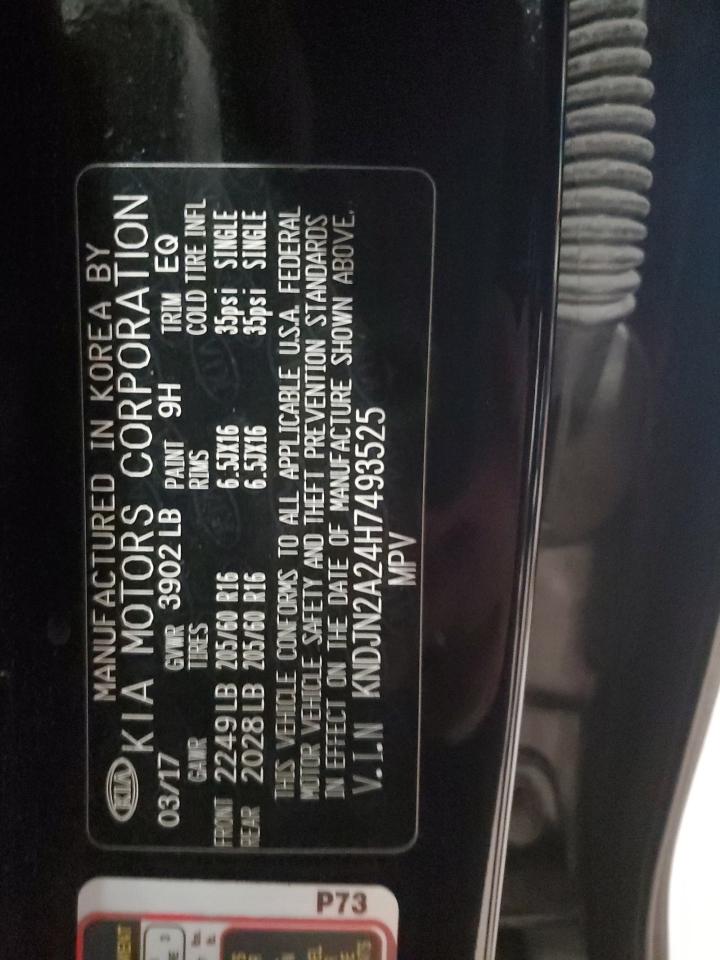 MANUFACTURED IN KOREA BY
KIA KIA MOTORS CORPORATION
03/17 GVWR 3902 LB PAINT 9H TRIM EQ
GAWR TIRES RIMS COLD TIRE INFL
FRONT 2249 LB 205/60 R16 6.5JX16 35psi SINGLE
REAR 2028 LB 205/60 R16 6.5JX16 35psi SINGLE
THIS VEHICLE CONFORMS TO ALL APPLICABLE U.S.A. FEDERAL
MOTOR VEHICLE SAFETY AND THEFT PREVENTION STANDARDS
IN EFFECT ON THE DATE OF MANUFACTURE SHOWN ABOVE.
V.I.N KNDJN2A24H7493525
MPV
P73